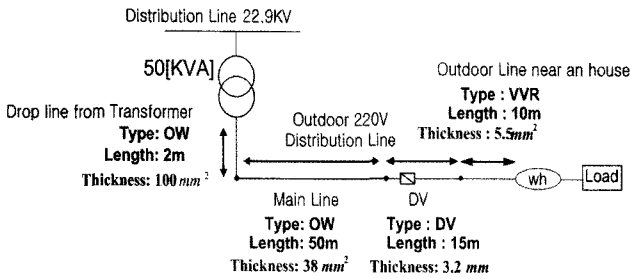 Distribution Line 22.9KV
50[KVA]
Drop line from Transformer
Type: OW
Length: 2m
Thickness: 100 mm²
Outdoor 220V
Distribution Line
Outdoor Line near an house
Type : VVR
Length : 10m
Thickness : 5.5mm²
Main Line
Type: OW
Length: 50m
Thickness: 38 mm²
DV
Type : DV
Length : 15m
Thickness: 3.2 mm
wh
Load